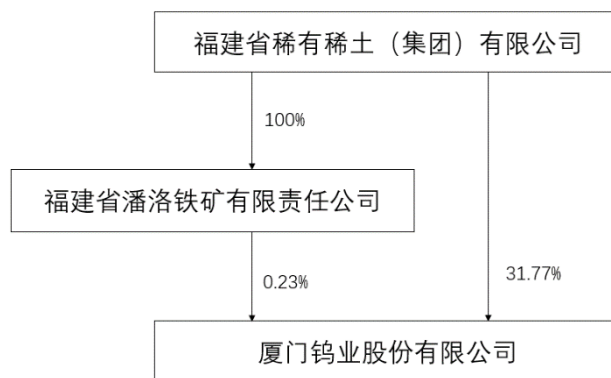 福建省稀有稀土（集团）有限公司
100%
福建省潘洛铁矿有限责任公司
0.23%
31.77%
厦门钨业股份有限公司